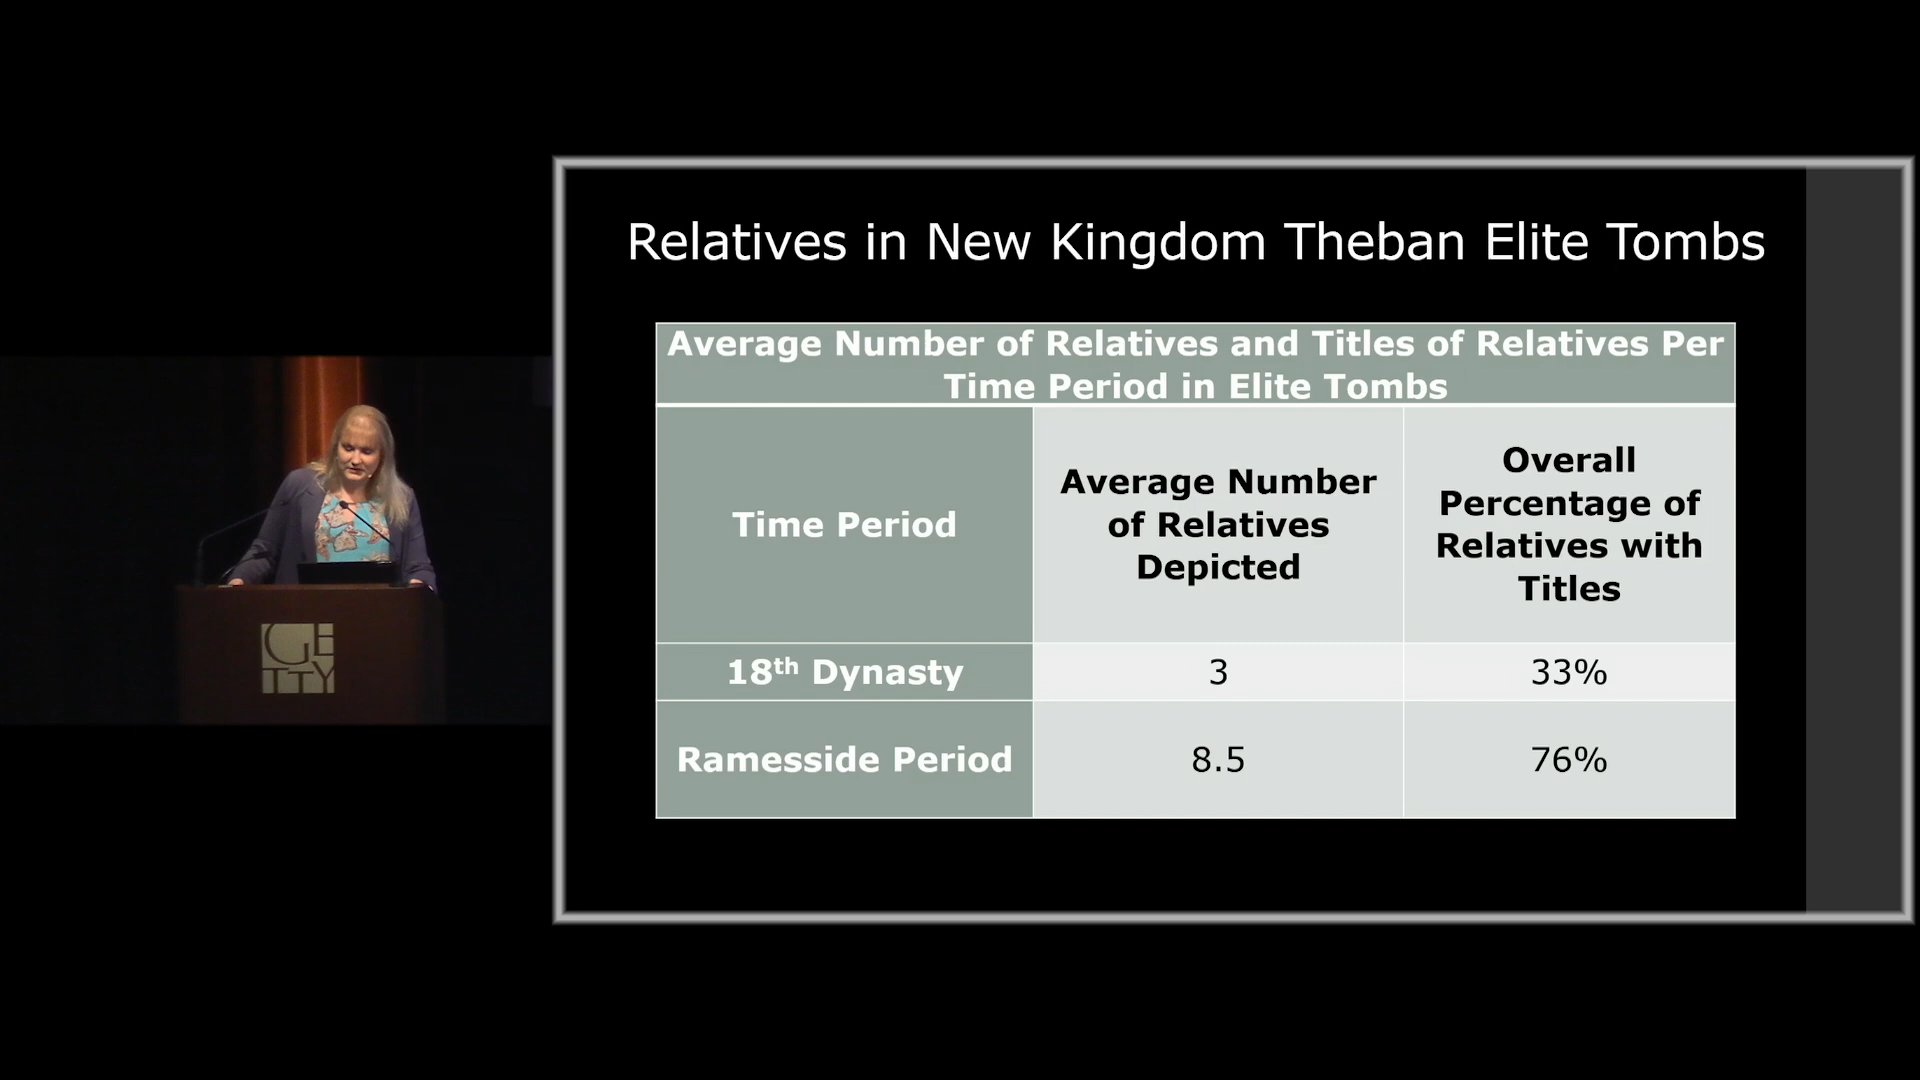 Relatives in New Kingdom Theban Elite Tombs
Average Number of Relatives and Titles of Relatives Per
Time Period in Elite Tombs
Time Period
Average Number
of Relatives
Depicted
Overall
Percentage of
Relatives with
Titles
18th Dynasty
3
33%
Ramesside Period
8.5
76%
GE
TTY